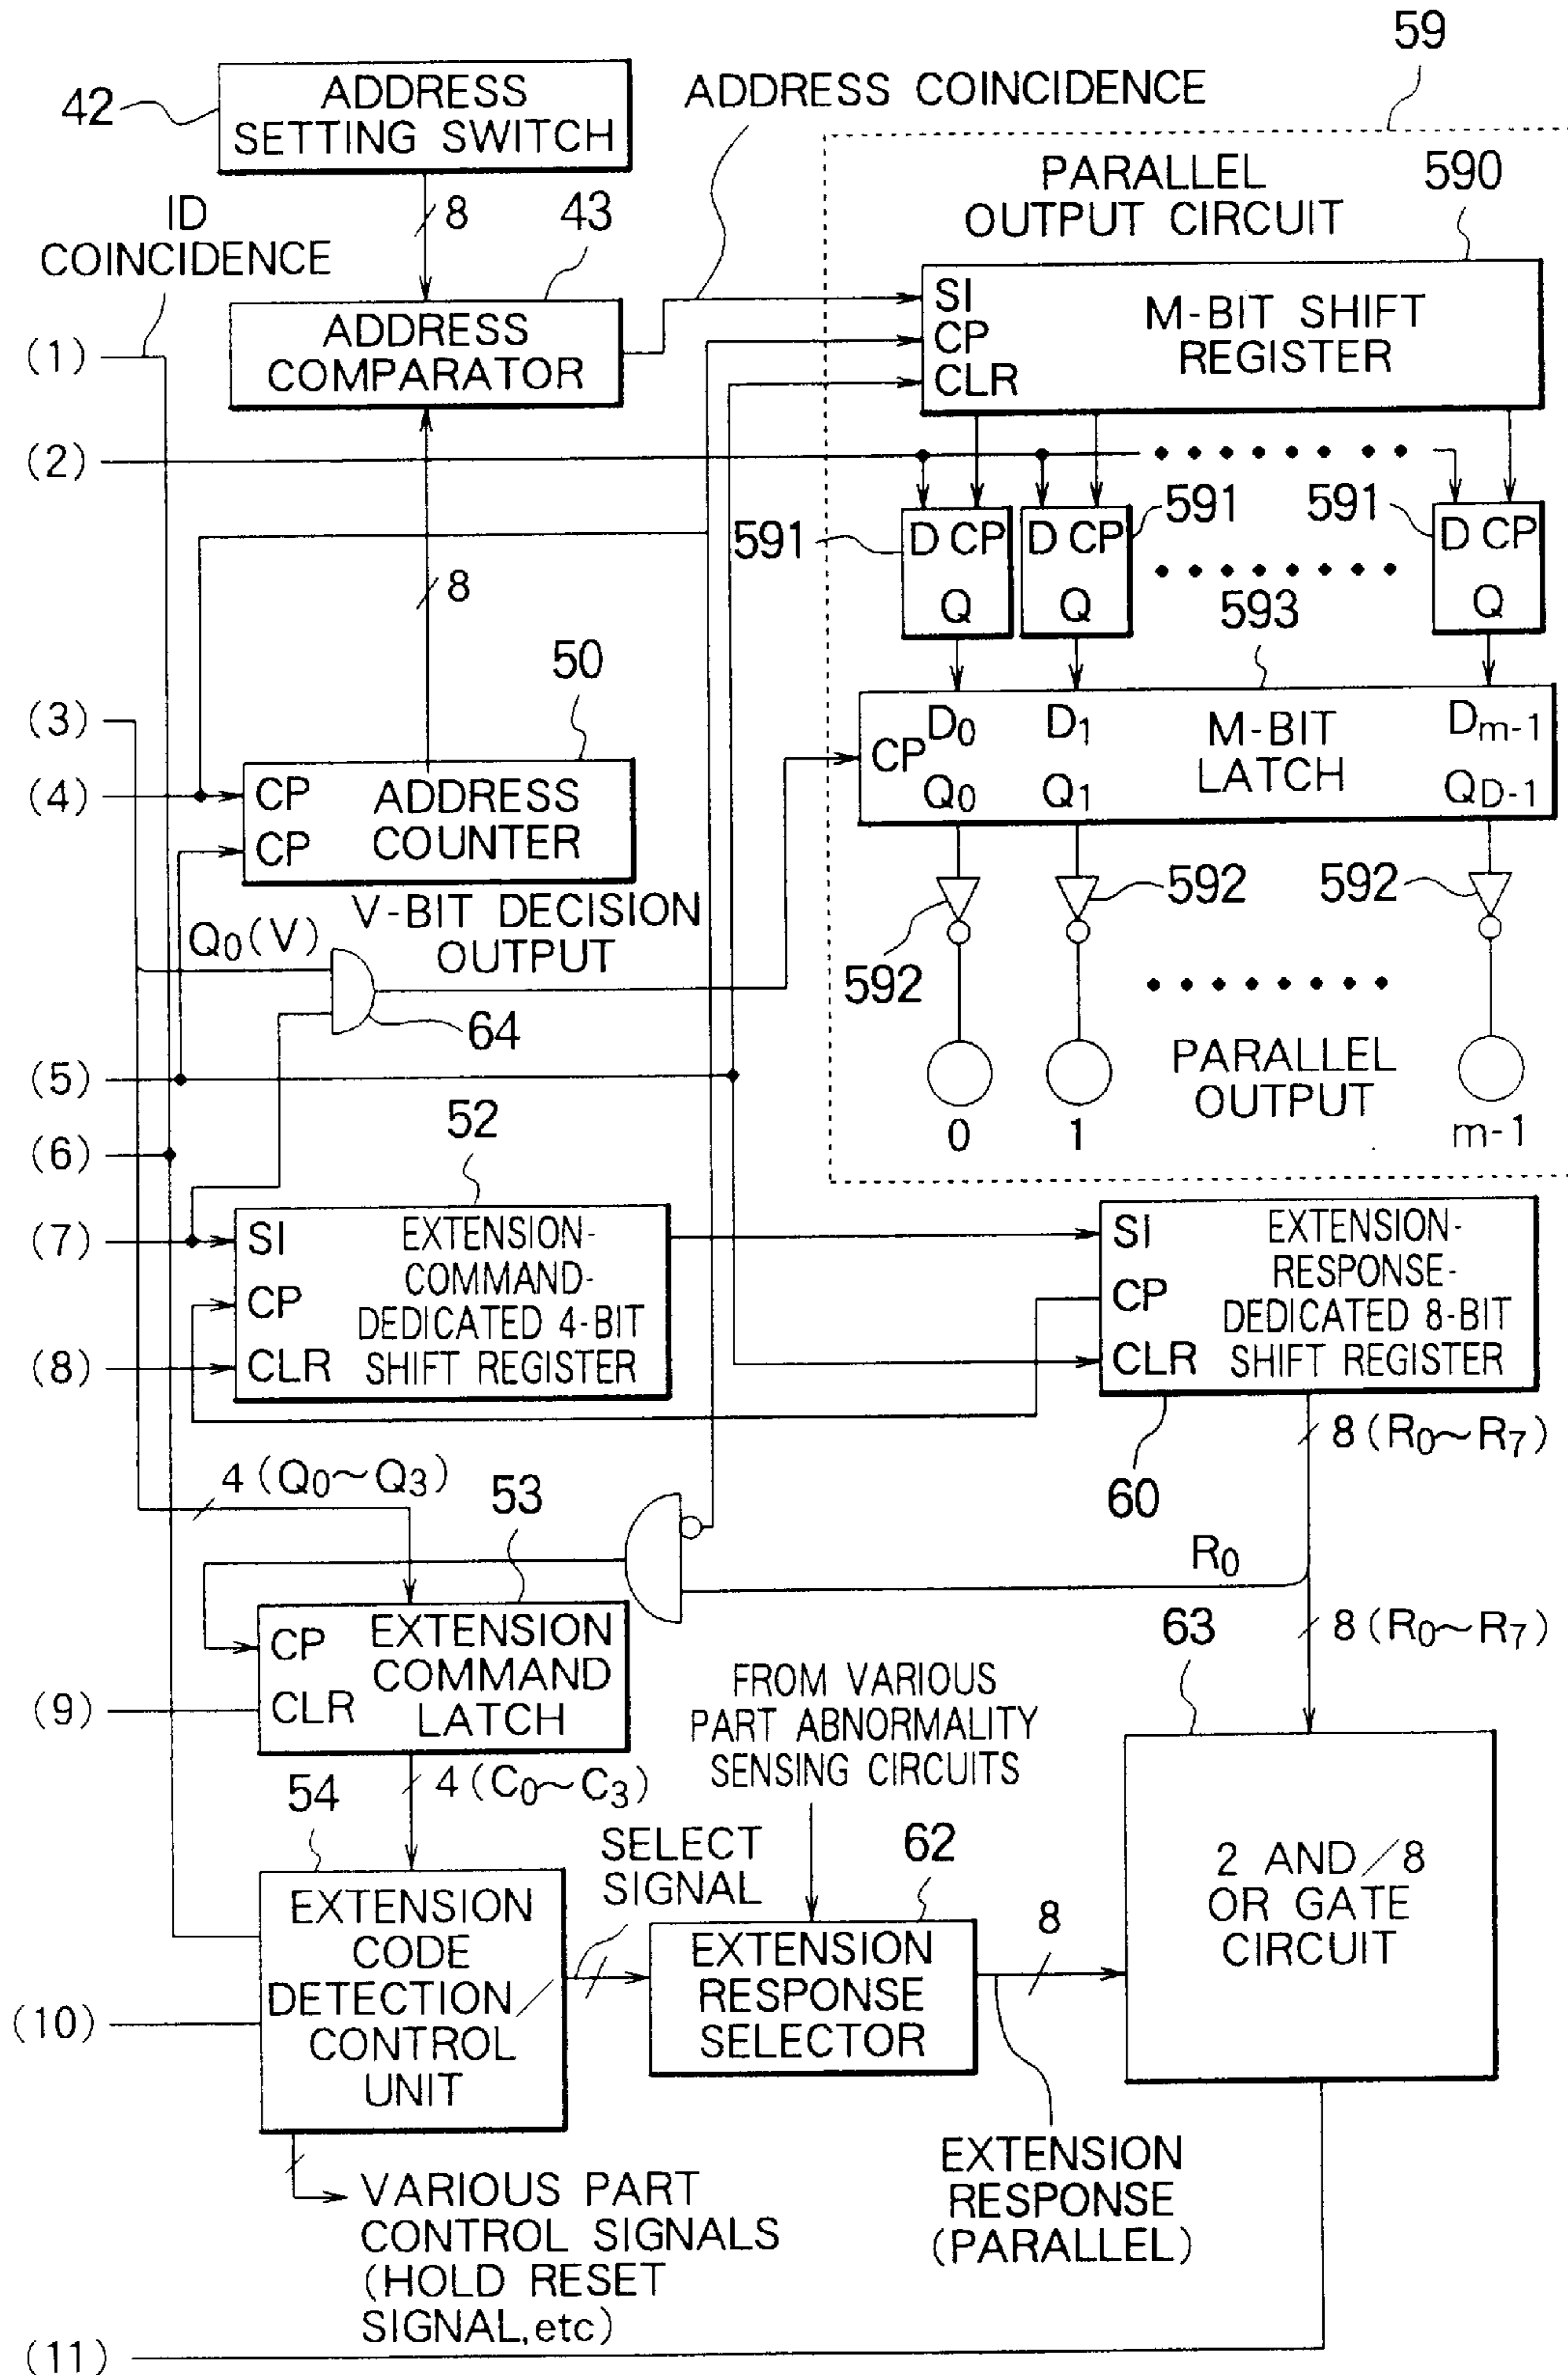 59
42
ADDRESS
SETTING SWITCH
ADDRESS COINCIDENCE
PARALLEL
OUTPUT CIRCUIT
590
8
43
ID
COINCIDENCE
(1)
ADDRESS
COMPARATOR
SI
CP
CLR
M-BIT SHIFT
REGISTER
(2)
591
D CP
Q
D CP
Q
591
591
D CP
Q
8
593
50
(3)
(4)
CP
CP
ADDRESS
COUNTER
CP
D0
D1
Dm-1
M-BIT
LATCH
Q0
Q1
QD-1
V-BIT DECISION
OUTPUT
Q0(V)
64
592
592
592
(5)
PARALLEL
OUTPUT
0
1
m-1
(6)
52
(7)
SI
CP
CLR
EXTENSION-
COMMAND-
DEDICATED 4-BIT
SHIFT REGISTER
(8)
SI
CP
CLR
EXTENSION-
RESPONSE-
DEDICATED 8-BIT
SHIFT REGISTER
8 (R0~R7)
60
4 (Q0~Q3)
53
R0
CP
CLR
EXTENSION
COMMAND
LATCH
(9)
63
8 (R0~R7)
FROM VARIOUS
PART ABNORMALITY
SENSING CIRCUITS
4 (C0~C3)
54
SELECT
SIGNAL
62
EXTENSION
CODE
DETECTION/
CONTROL
UNIT
(10)
EXTENSION
RESPONSE
SELECTOR
8
2 AND/8
OR GATE
CIRCUIT
EXTENSION
RESPONSE
(PARALLEL)
VARIOUS PART
CONTROL SIGNALS
(HOLD RESET
SIGNAL,etc)
(11)